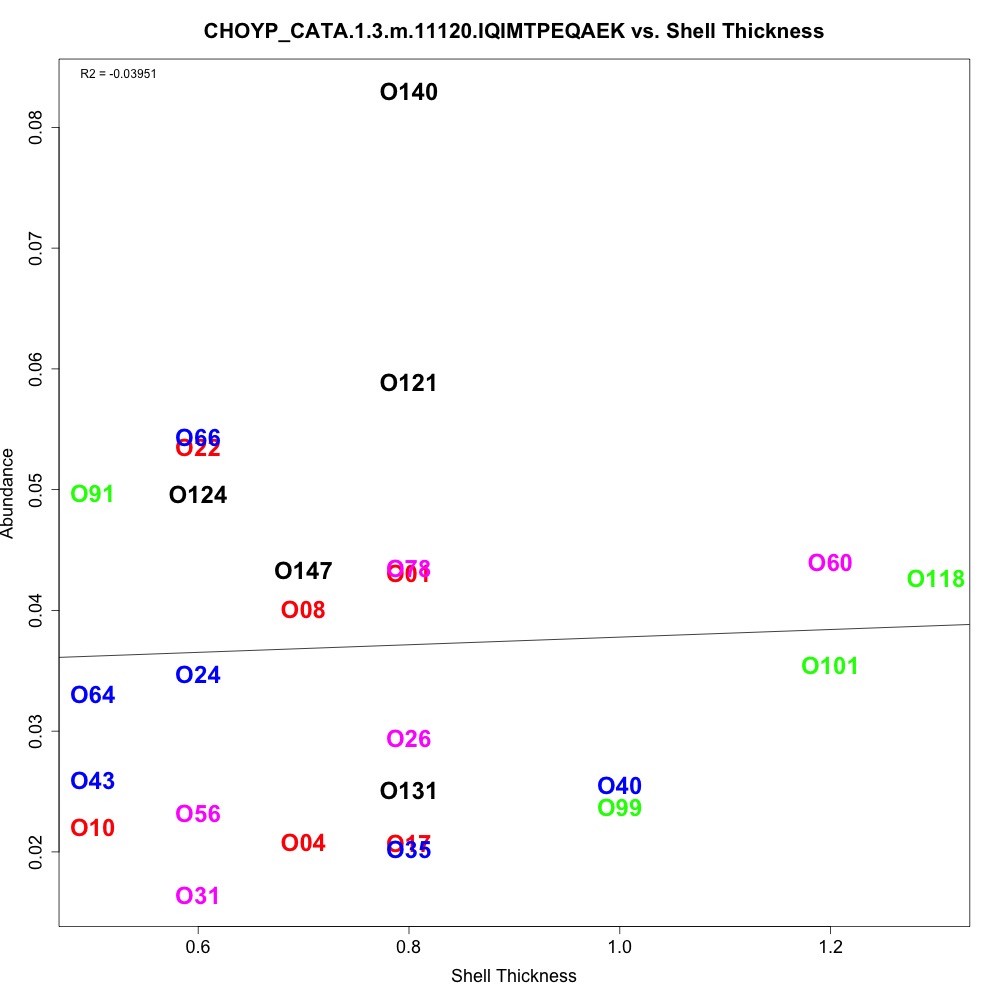 CHOYP_CATA.1.3.m.11120.IQIMTPEQAEK vs. Shell Thickness
R2 = -0.03951
O140
0.08
0.07
0.06
O121
O66
O22
O91
O124
0.05
O78
O01
O147
O60
O118
O08
0.04
Abundance
O24
O101
O64
0.03
O26
O43
O131
O40
O99
O56
O10
O04
O17
O35
0.02
O31
0.6 0.8 1.0 1.2
Shell Thickness